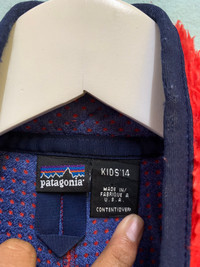 patagonia
KIDS'14
MADE IN/
FABRIQUE A
U.S.A.
CONTENT/OVER